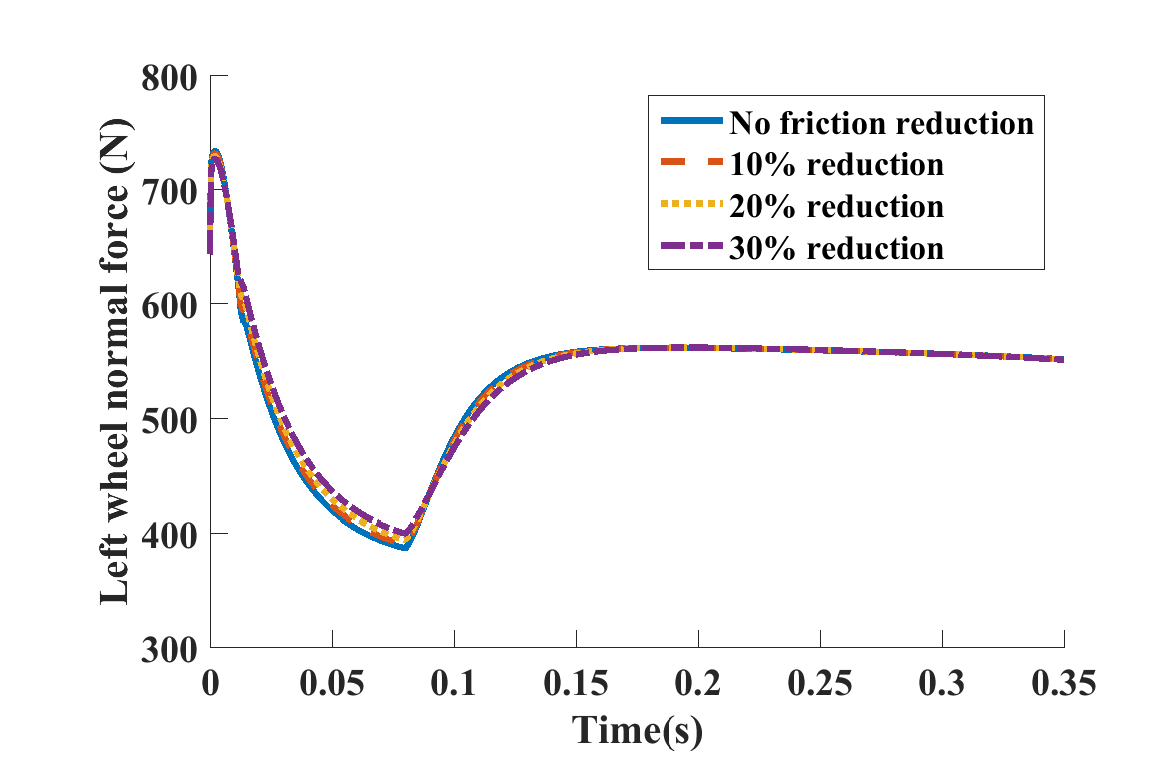 800
700
600
500
400
300
0
0.05
0.1
0.15
0.2
0.25
0.3
0.35
Time(s)
Left wheel normal force (N)
No friction reduction
10% reduction
20% reduction
30% reduction